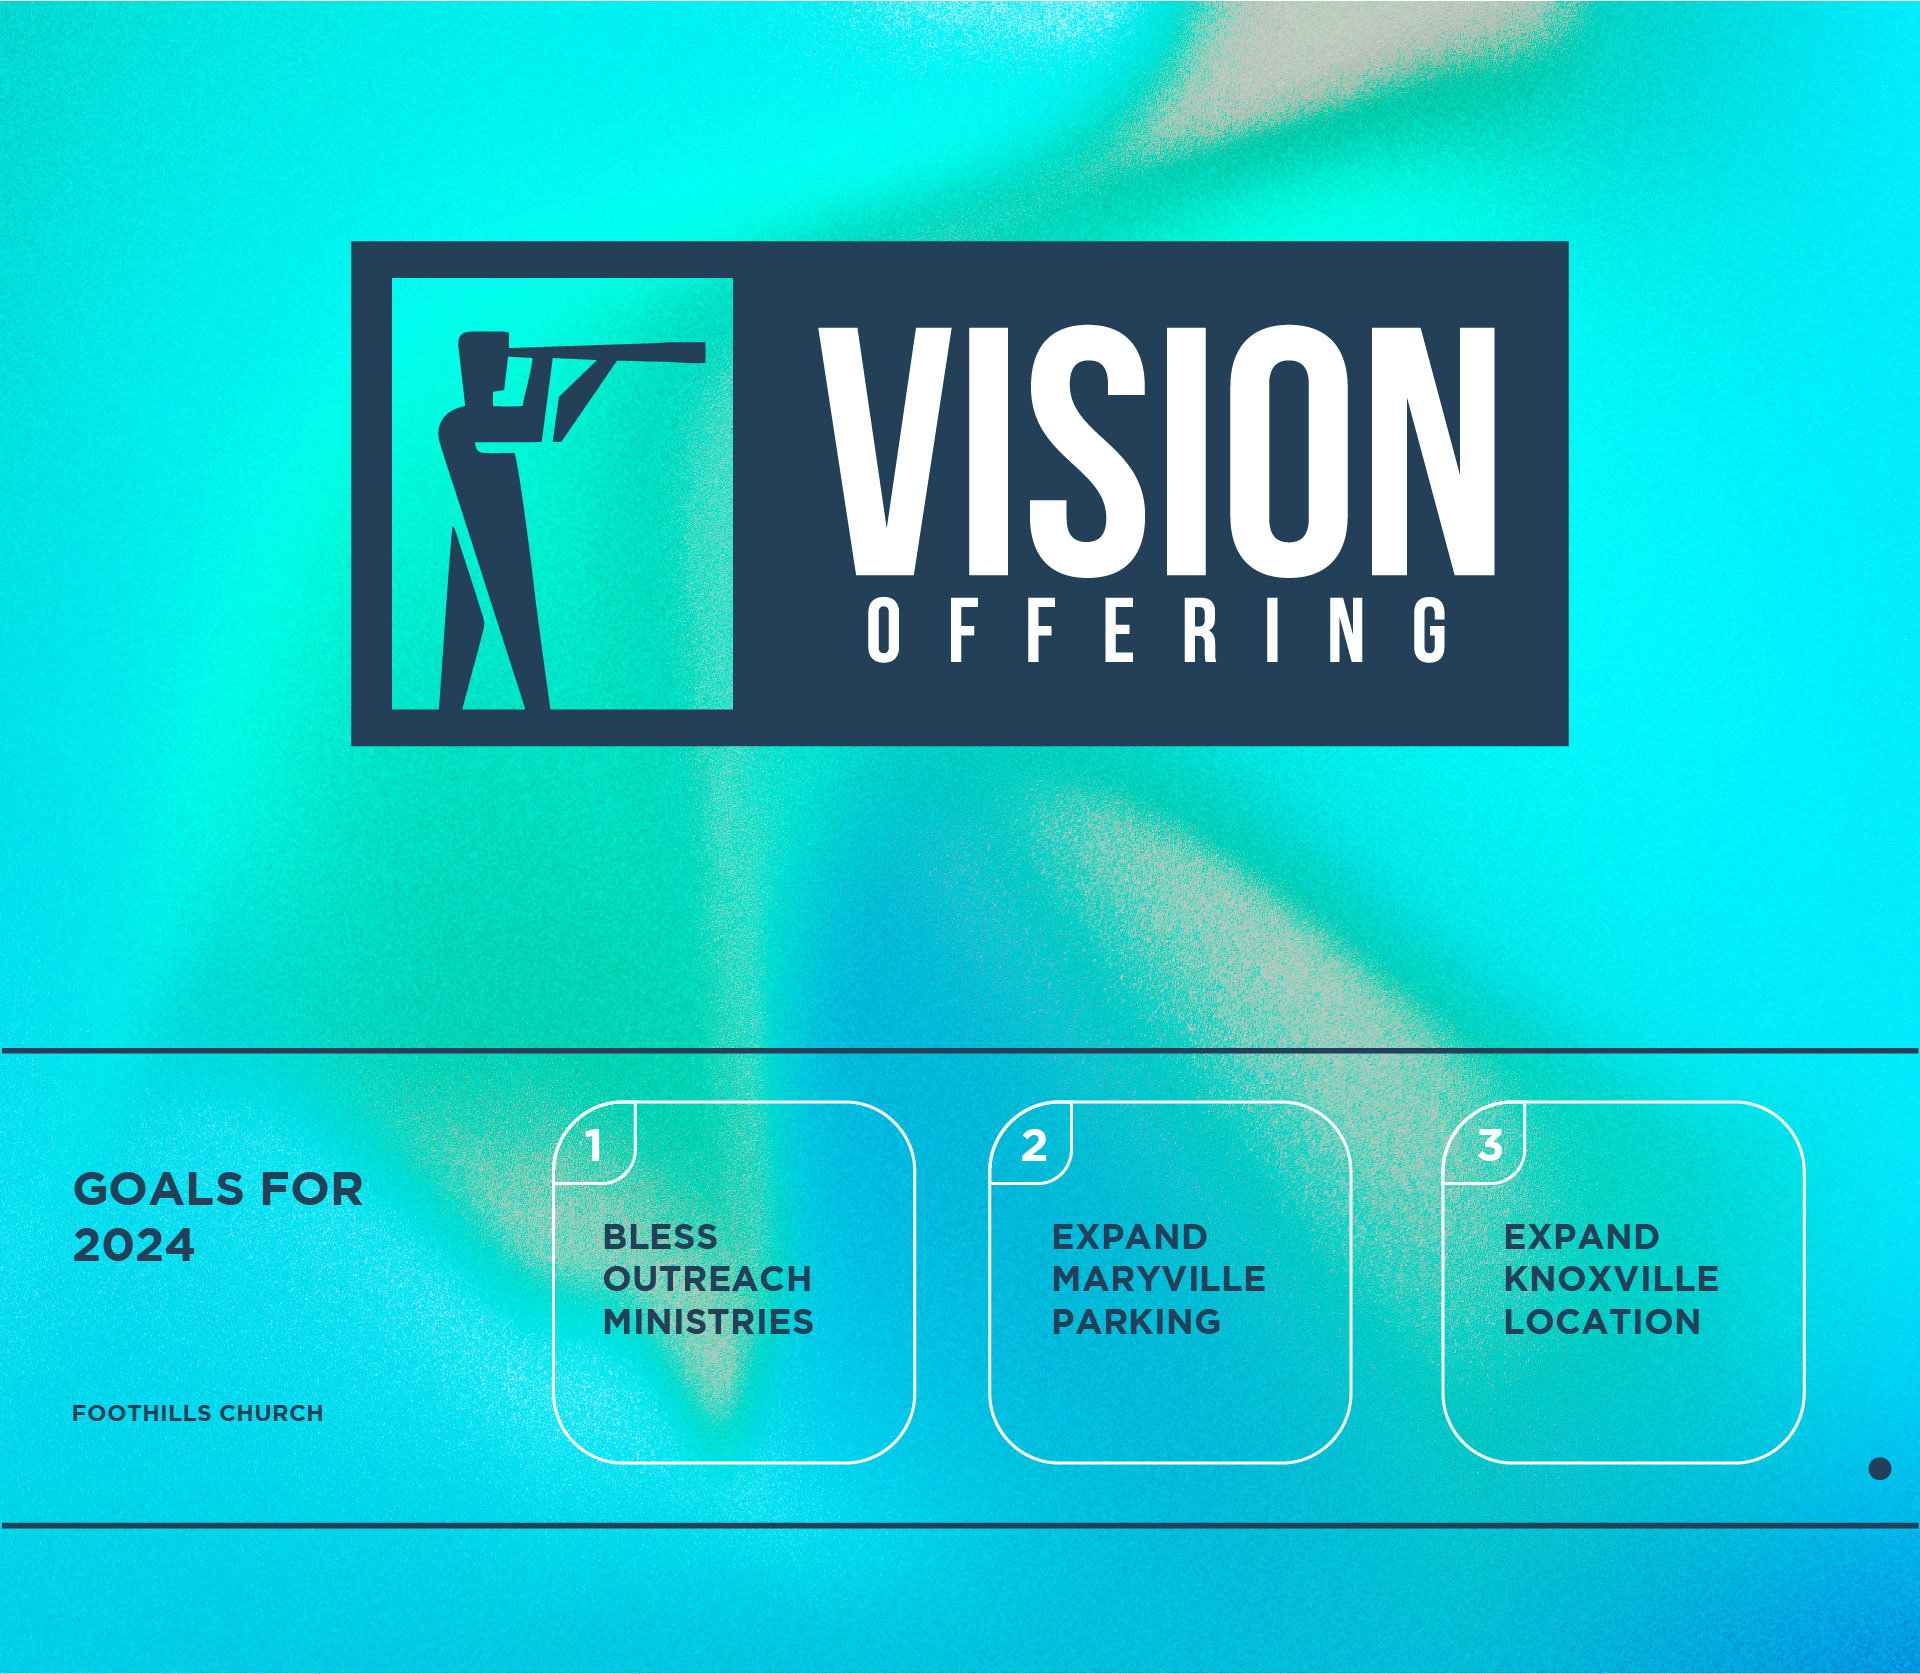 VISION
OFFERING
GOALS FOR
2024
FOOTHILLS CHURCH
1
BLESS
OUTREACH
MINISTRIES
2
EXPAND
MARYVILLE
PARKING
3
EXPAND
KNOXVILLE
LOCATION